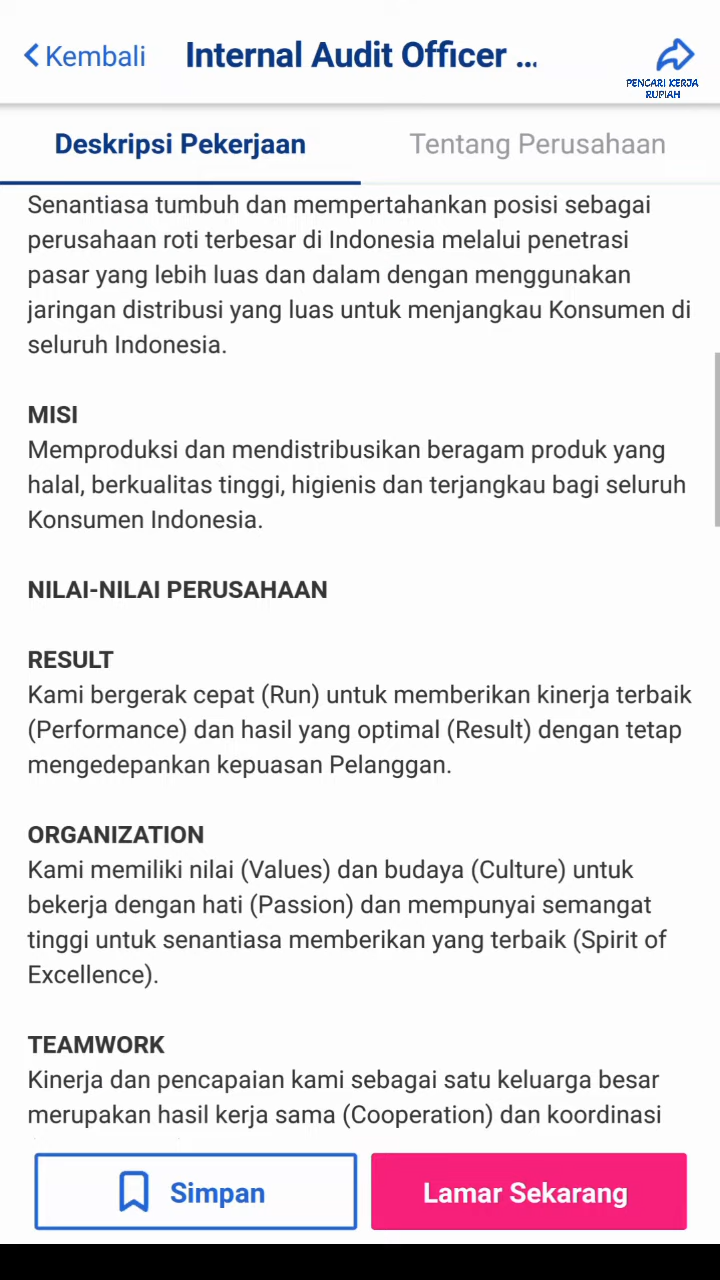 Kembali
Internal Audit Officer ...
PENCARI KERJA
RUPIAH
Deskripsi Pekerjaan
Tentang Perusahaan
Senantiasa tumbuh dan mempertahankan posisi sebagai
perusahaan roti terbesar di Indonesia melalui penetrasi
pasar yang lebih luas dan dalam dengan menggunakan
jaringan distribusi yang luas untuk menjangkau Konsumen di
seluruh Indonesia.
MISI
Memproduksi dan mendistribusikan beragam produk yang
halal, berkualitas tinggi, higienis dan terjangkau bagi seluruh
Konsumen Indonesia.
NILAI-NILAI PERUSAHAAN
RESULT
Kami bergerak cepat (Run) untuk memberikan kinerja terbaik
(Performance) dan hasil yang optimal (Result) dengan tetap
mengedepankan kepuasan Pelanggan.
ORGANIZATION
Kami memiliki nilai (Values) dan budaya (Culture) untuk
bekerja dengan hati (Passion) dan mempunyai semangat
tinggi untuk senantiasa memberikan yang terbaik (Spirit of
Excellence).
TEAMWORK
Kinerja dan pencapaian kami sebagai satu keluarga besar
merupakan hasil kerja sama (Cooperation) dan koordinasi
Simpan
Lamar Sekarang